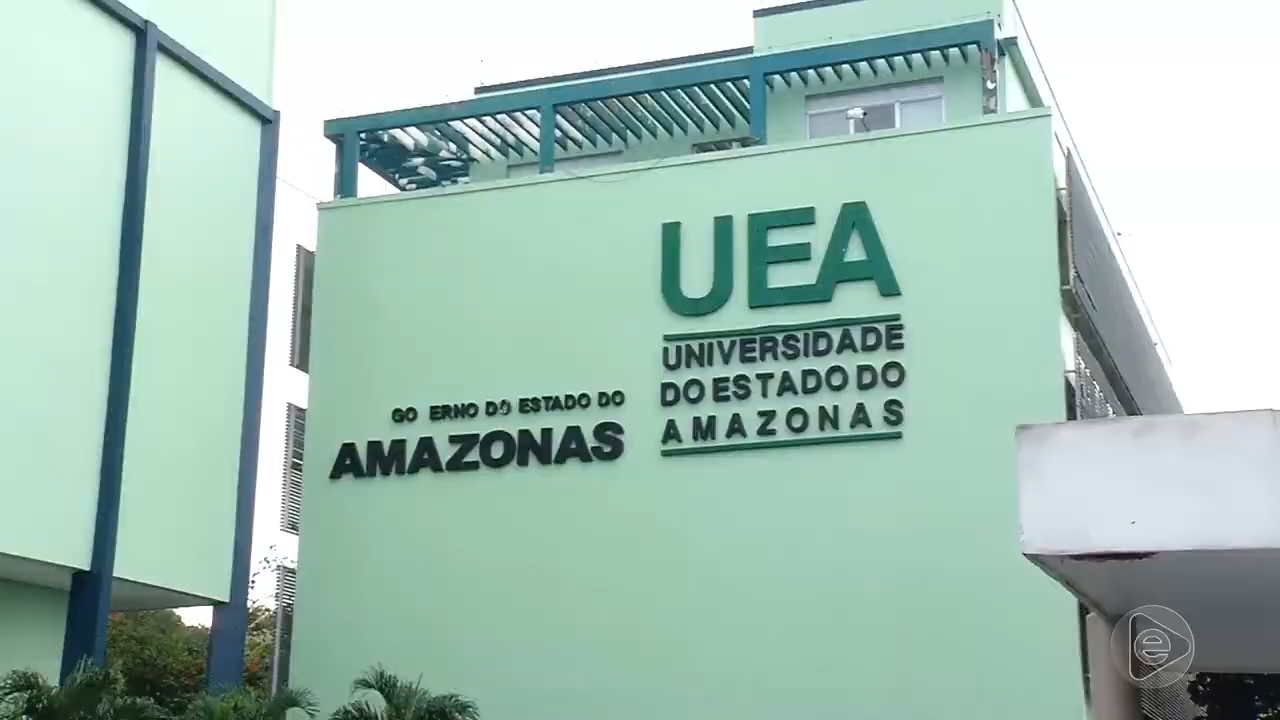 UEA
UNIVERSIDADE
DO ESTADO DO
AMAZONAS
GO ERNO DO ESTADO DO
AMAZONAS
e